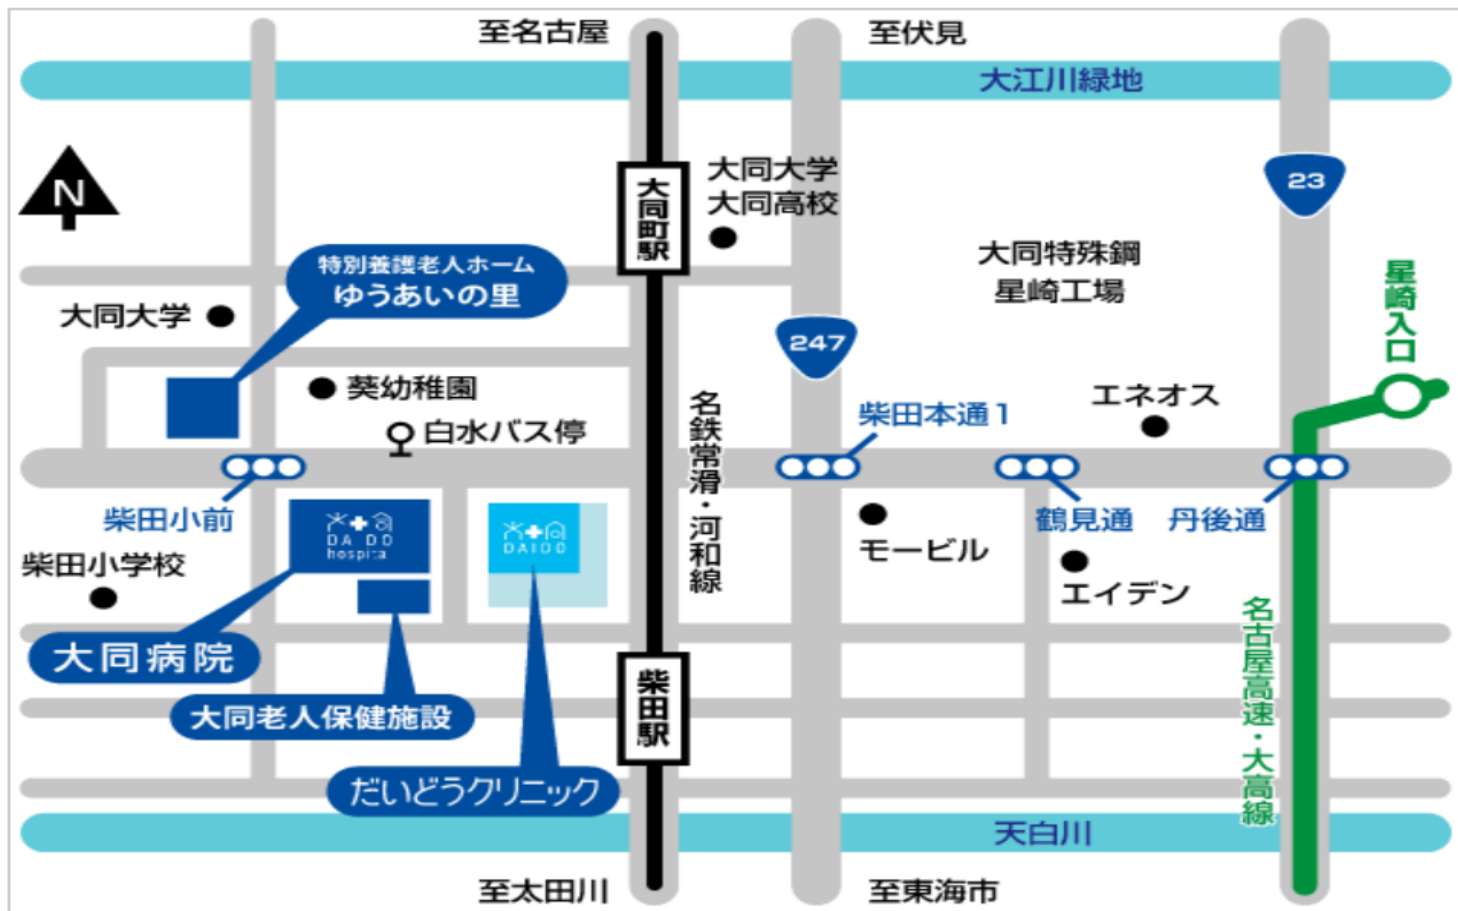 至名古屋
至伏見
大江川緑地
N
大同町駅
大同大学
大同高校
23
特別養護老人ホーム
ゆうあいの里
大同特殊鋼
星崎工場
星崎入口
大同大学
247
葵幼稚園
エネオス
柴田本通1
白水バス停
名鉄常滑・河和線
柴田小前
DA DO
hospita
DAIDO
鶴見通
丹後通
モービル
柴田小学校
エイデン
大同病院
名古屋高速・大高線
柴田駅
大同老人保健施設
だいどうクリニック
天白川
至太田川
至東海市